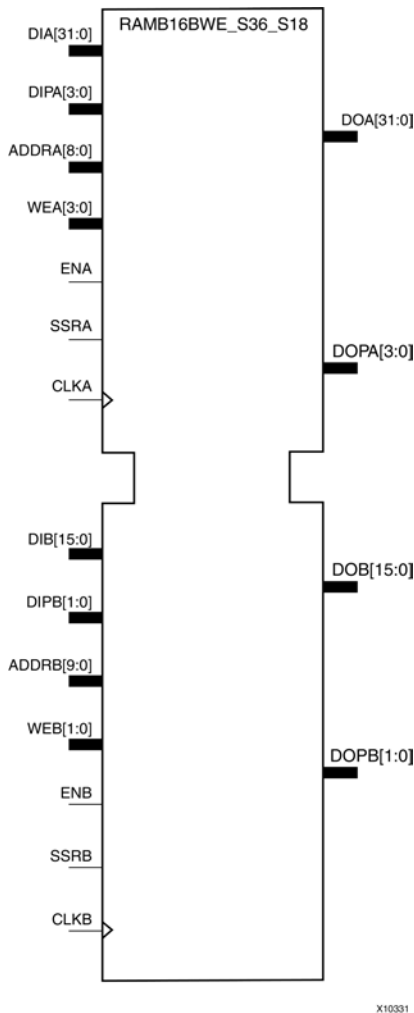 RAMB16BWE_S36_S18
DIA[31:0]
DIPA[3:0]
ADDRA[8:0]
WEA[3:0]
ENA
SSRA
CLKA
DOA[31:0]
DOPA[3:0]
DIB[15:0]
DIPB[1:0]
ADDRB[9:0]
WEB[1:0]
ENB
SSRB
CLKB
DOB[15:0]
DOPB[1:0]
X10331